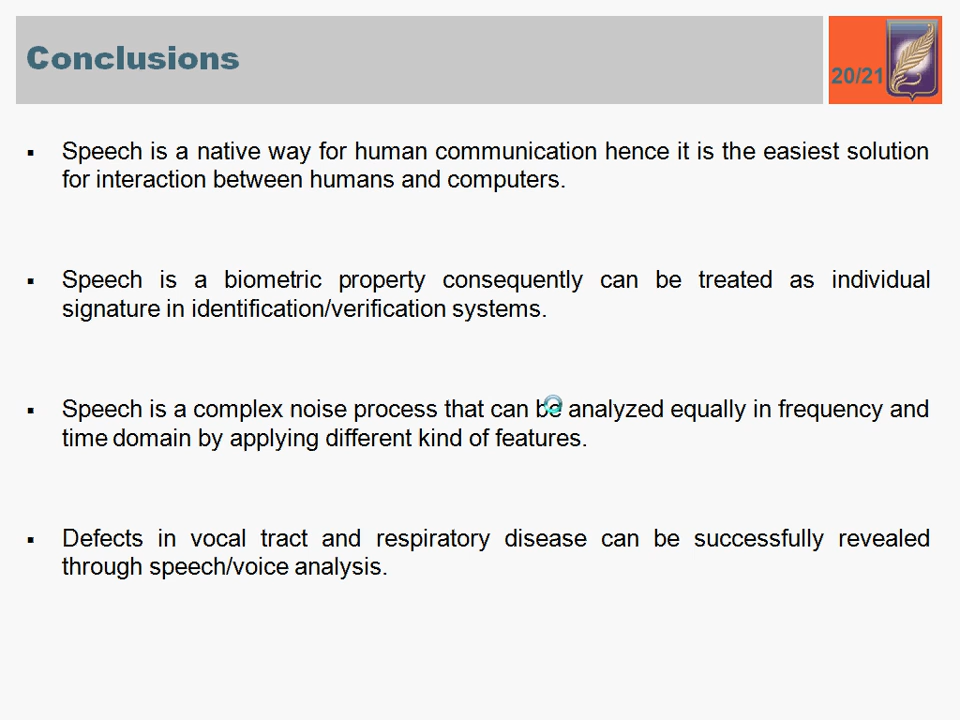 Conclusions
20/21
▪ Speech is a native way for human communication hence it is the easiest solution
for interaction between humans and computers.
▪ Speech is a biometric property consequently can be treated as individual
signature in identification/verification systems.
▪ Speech is a complex noise process that can be analyzed equally in frequency and
time domain by applying different kind of features.
▪ Defects in vocal tract and respiratory disease can be successfully revealed
through speech/voice analysis.